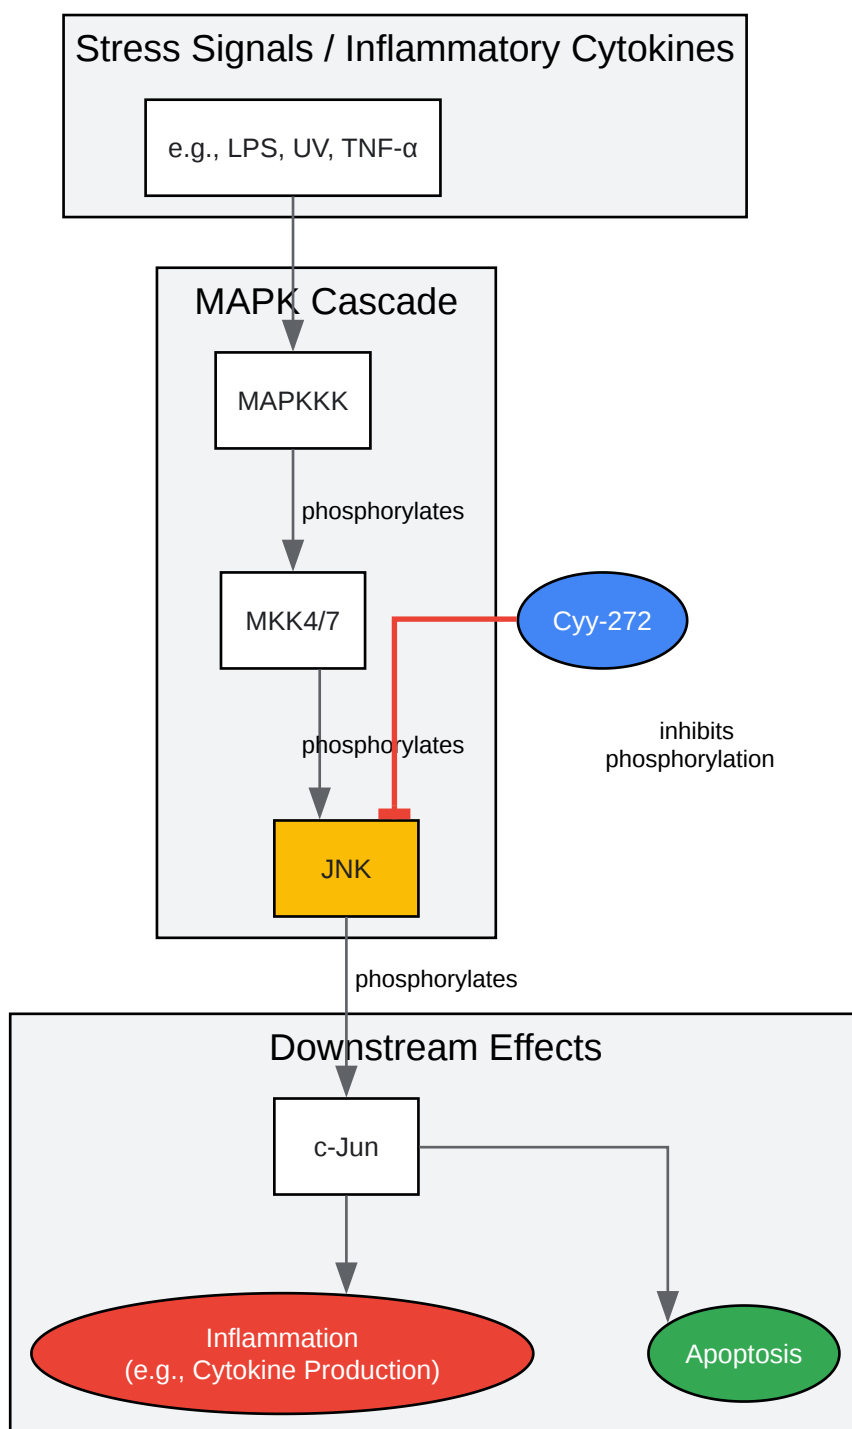 Stress Signals / Inflammatory Cytokines
e.g., LPS, UV, TNF-α
MAPK Cascade
MAPKKK
phosphorylates
MKK4/7
Cyy-272
phosphorylates
inhibits
phosphorylation
JNK
phosphorylates
Downstream Effects
c-Jun
Inflammation
(e.g., Cytokine Production)
Apoptosis